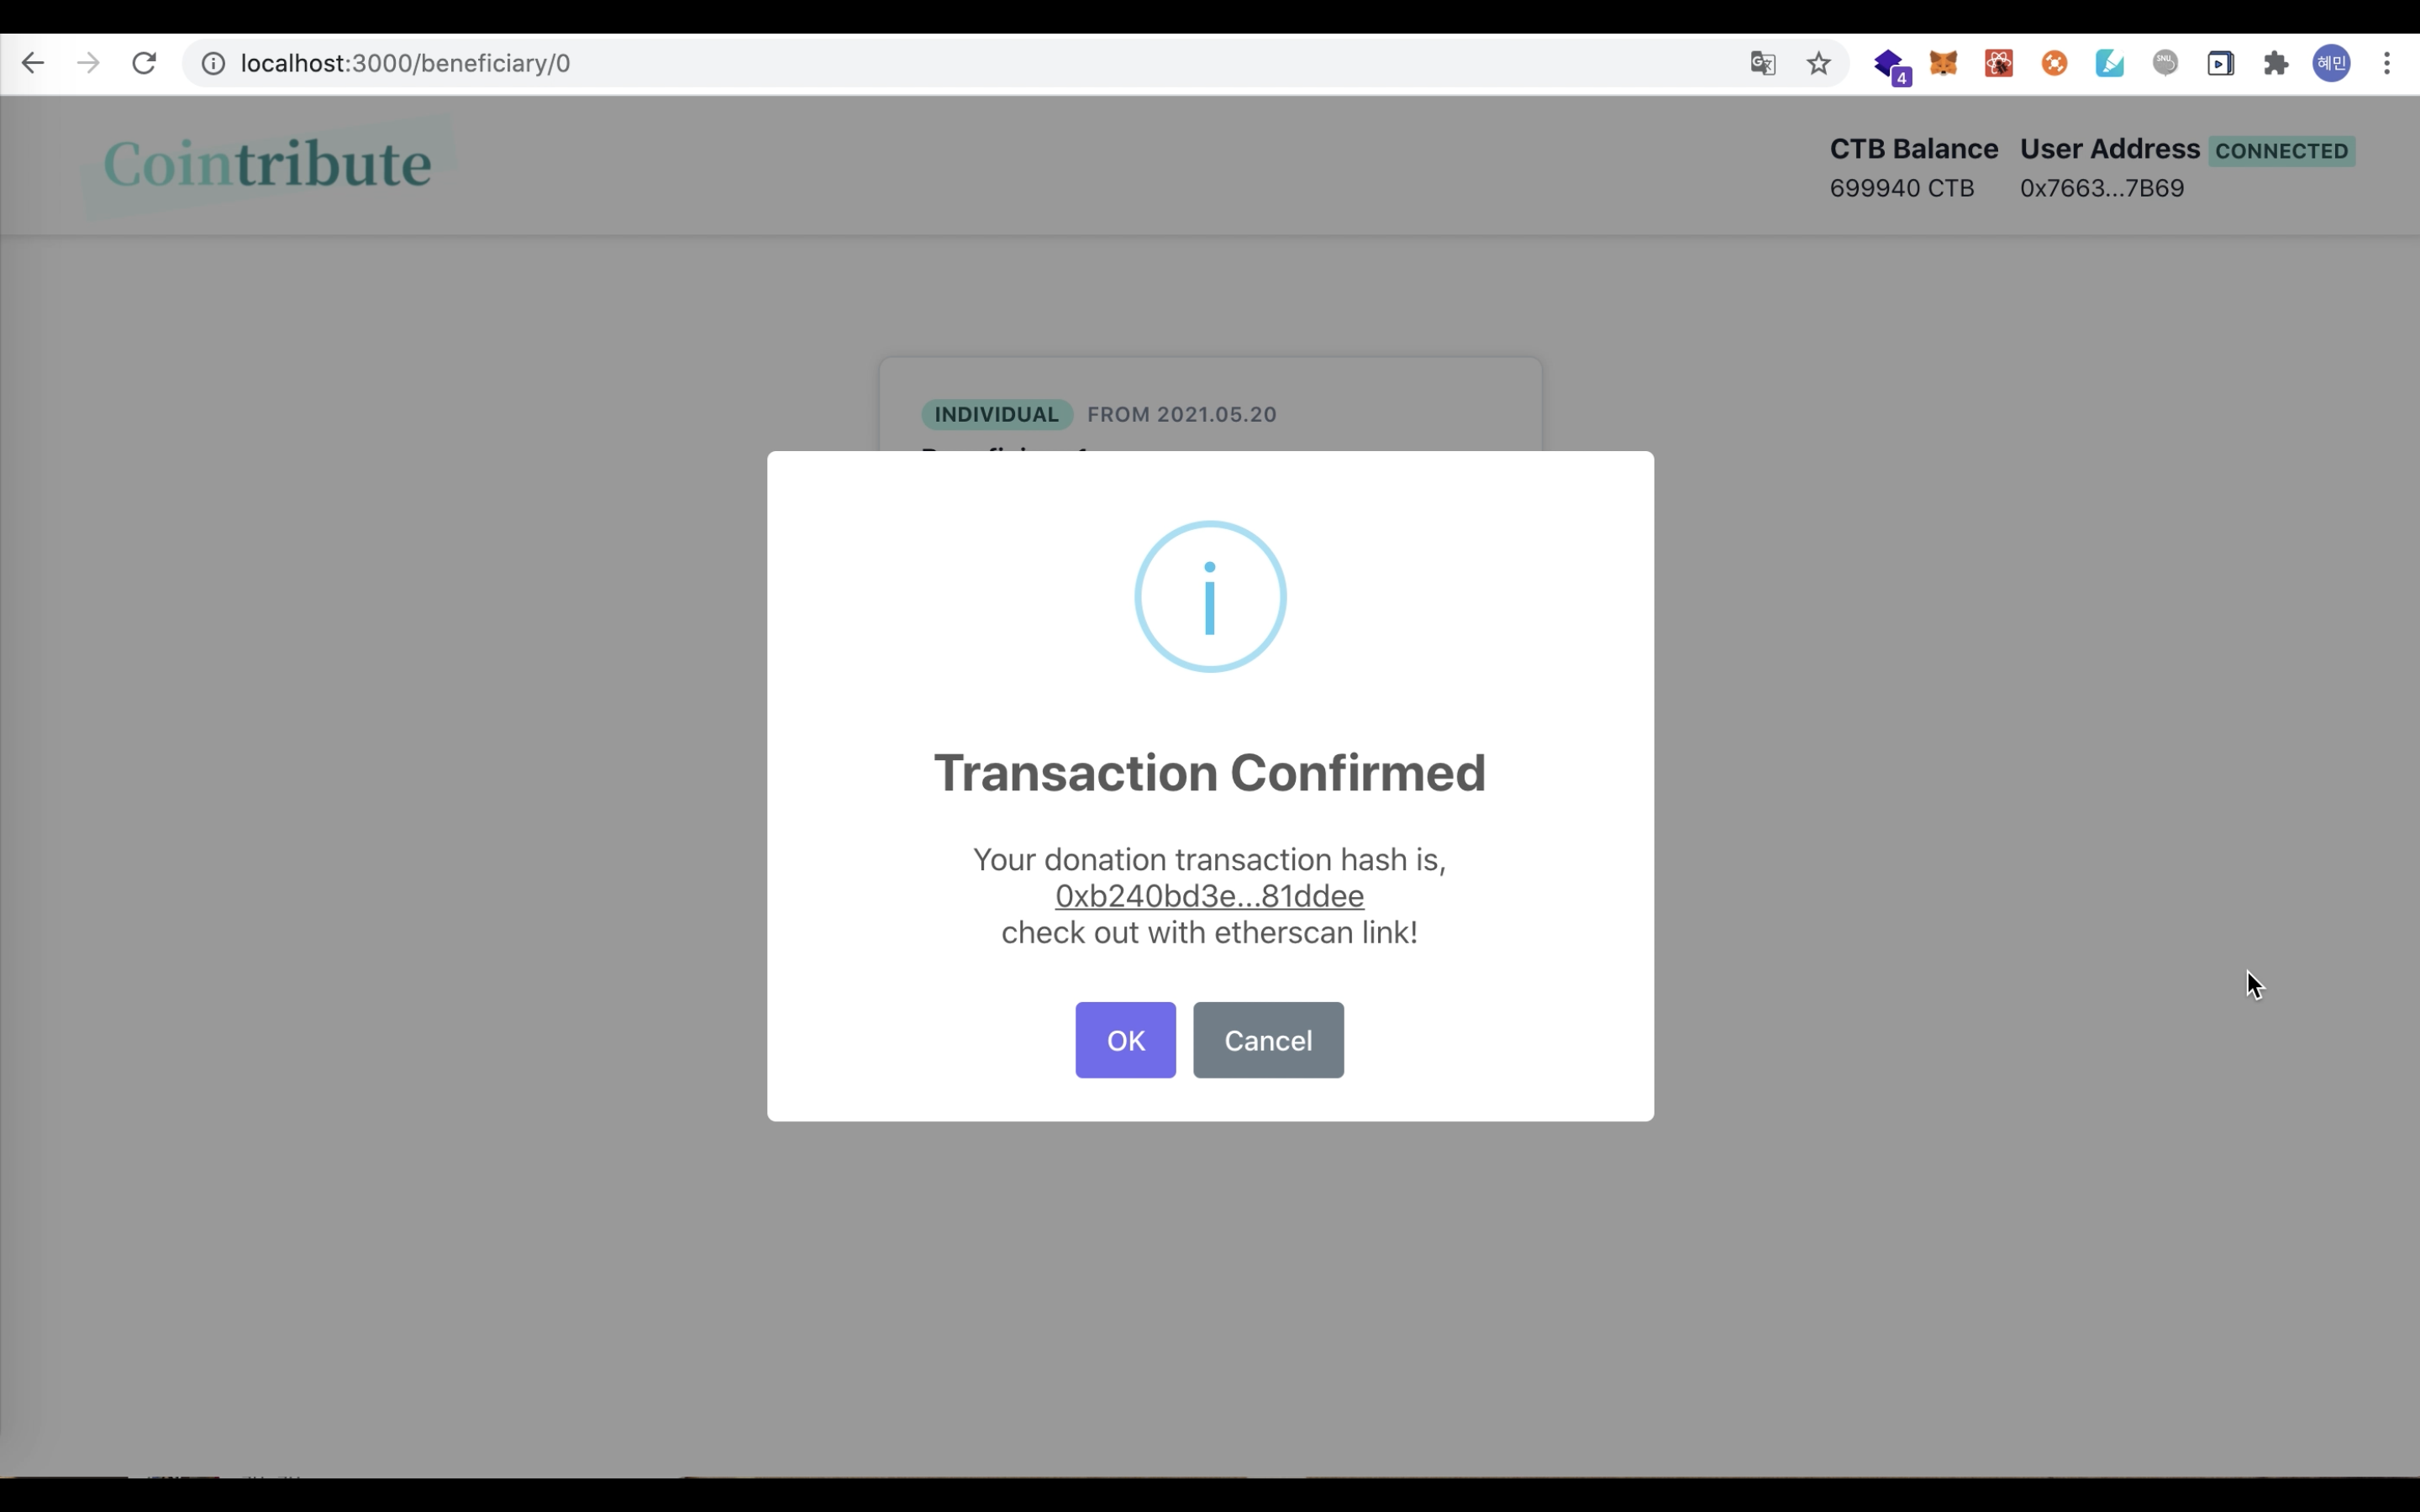 localhost:3000/beneficiary/0
4
SNU
혜민
Cointribute
CTB Balance
699940 CTB
User Address CONNECTED
0x7663...7B69
INDIVIDUAL FROM 2021.05.20
Transaction Confirmed
Your donation transaction hash is,
0xb240bd3e...81ddee
check out with etherscan link!
OK Cancel